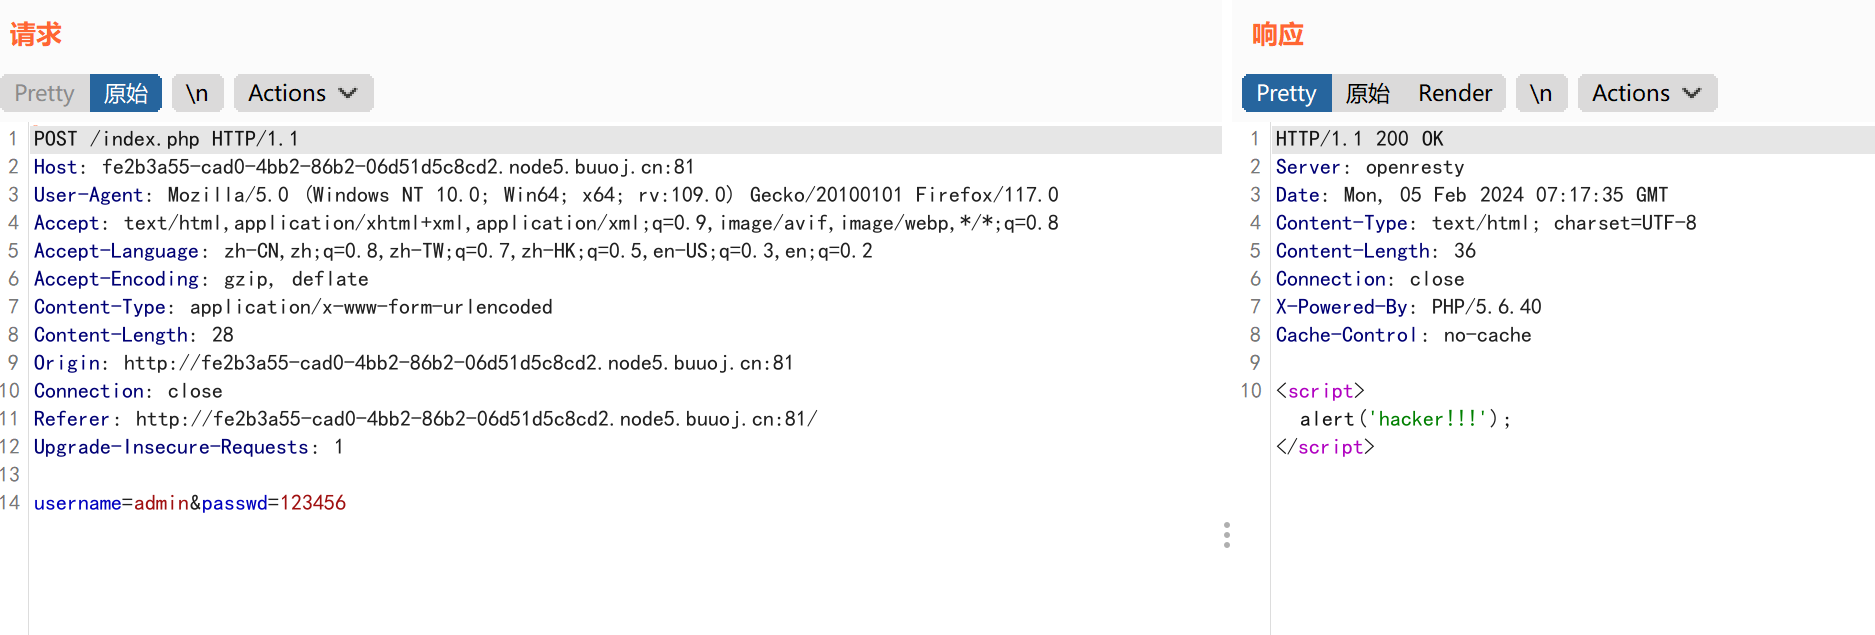 请求
Pretty 原始 \n Actions
1 POST /index.php HTTP/1.1
2 Host: fe2b3a55-cad0-4bb2-86b2-06d51d5c8cd2.node5.buuoj.cn:81
3 User-Agent: Mozilla/5.0 (Windows NT 10.0; Win64; x64; rv:109.0) Gecko/20100101 Firefox/117.0
4 Accept: text/html,application/xhtml+xml,application/xml;q=0.9,image/avif,image/webp,*/*;q=0.8
5 Accept-Language: zh-CN,zh;q=0.8,zh-TW;q=0.7,zh-HK;q=0.5,en-US;q=0.3,en;q=0.2
6 Accept-Encoding: gzip, deflate
7 Content-Type: application/x-www-form-urlencoded
8 Content-Length: 28
9 Origin: http://fe2b3a55-cad0-4bb2-86b2-06d51d5c8cd2.node5.buuoj.cn:81
10 Connection: close
11 Referer: http://fe2b3a55-cad0-4bb2-86b2-06d51d5c8cd2.node5.buuoj.cn:81/
12 Upgrade-Insecure-Requests: 1
13
14 username=admin&passwd=123456
响应
Pretty 原始 Render \n Actions
1 HTTP/1.1 200 OK
2 Server: openresty
3 Date: Mon, 05 Feb 2024 07:17:35 GMT
4 Content-Type: text/html; charset=UTF-8
5 Content-Length: 36
6 Connection: close
7 X-Powered-By: PHP/5.6.40
8 Cache-Control: no-cache
9
10 <script>
alert('hacker!!!');
</script>